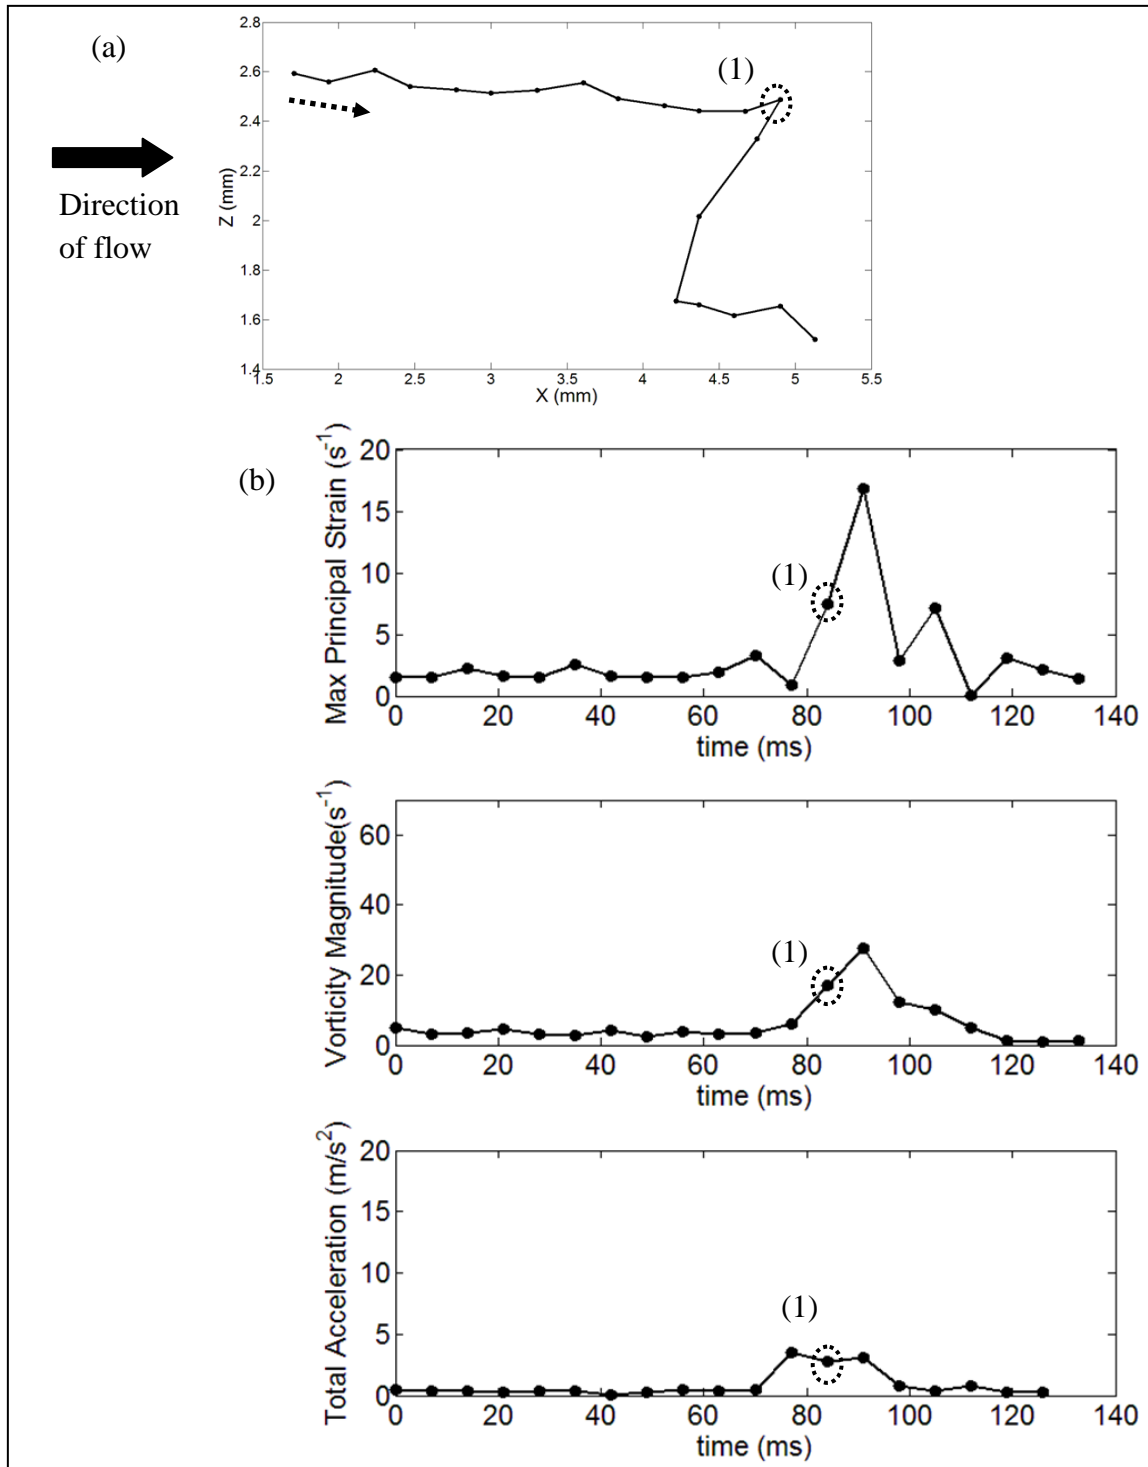 (a)
2.8
2.6
2.4
2.2
2
1.8
1.6
1.4
Z (mm)
(1)
Direction
of flow
1.5 2 2.5 3 3.5 4 4.5 5 5.5
X (mm)
(b)
Max Principal Strain (s⁻¹)
20
15
10
5
0
(1)
0 20 40 60 80 100 120 140
time (ms)
Vorticity Magnitude(s⁻¹)
60
40
20
0
(1)
0 20 40 60 80 100 120 140
time (ms)
Total Acceleration (m/s²)
20
15
10
5
0
(1)
0 20 40 60 80 100 120 140
time (ms)